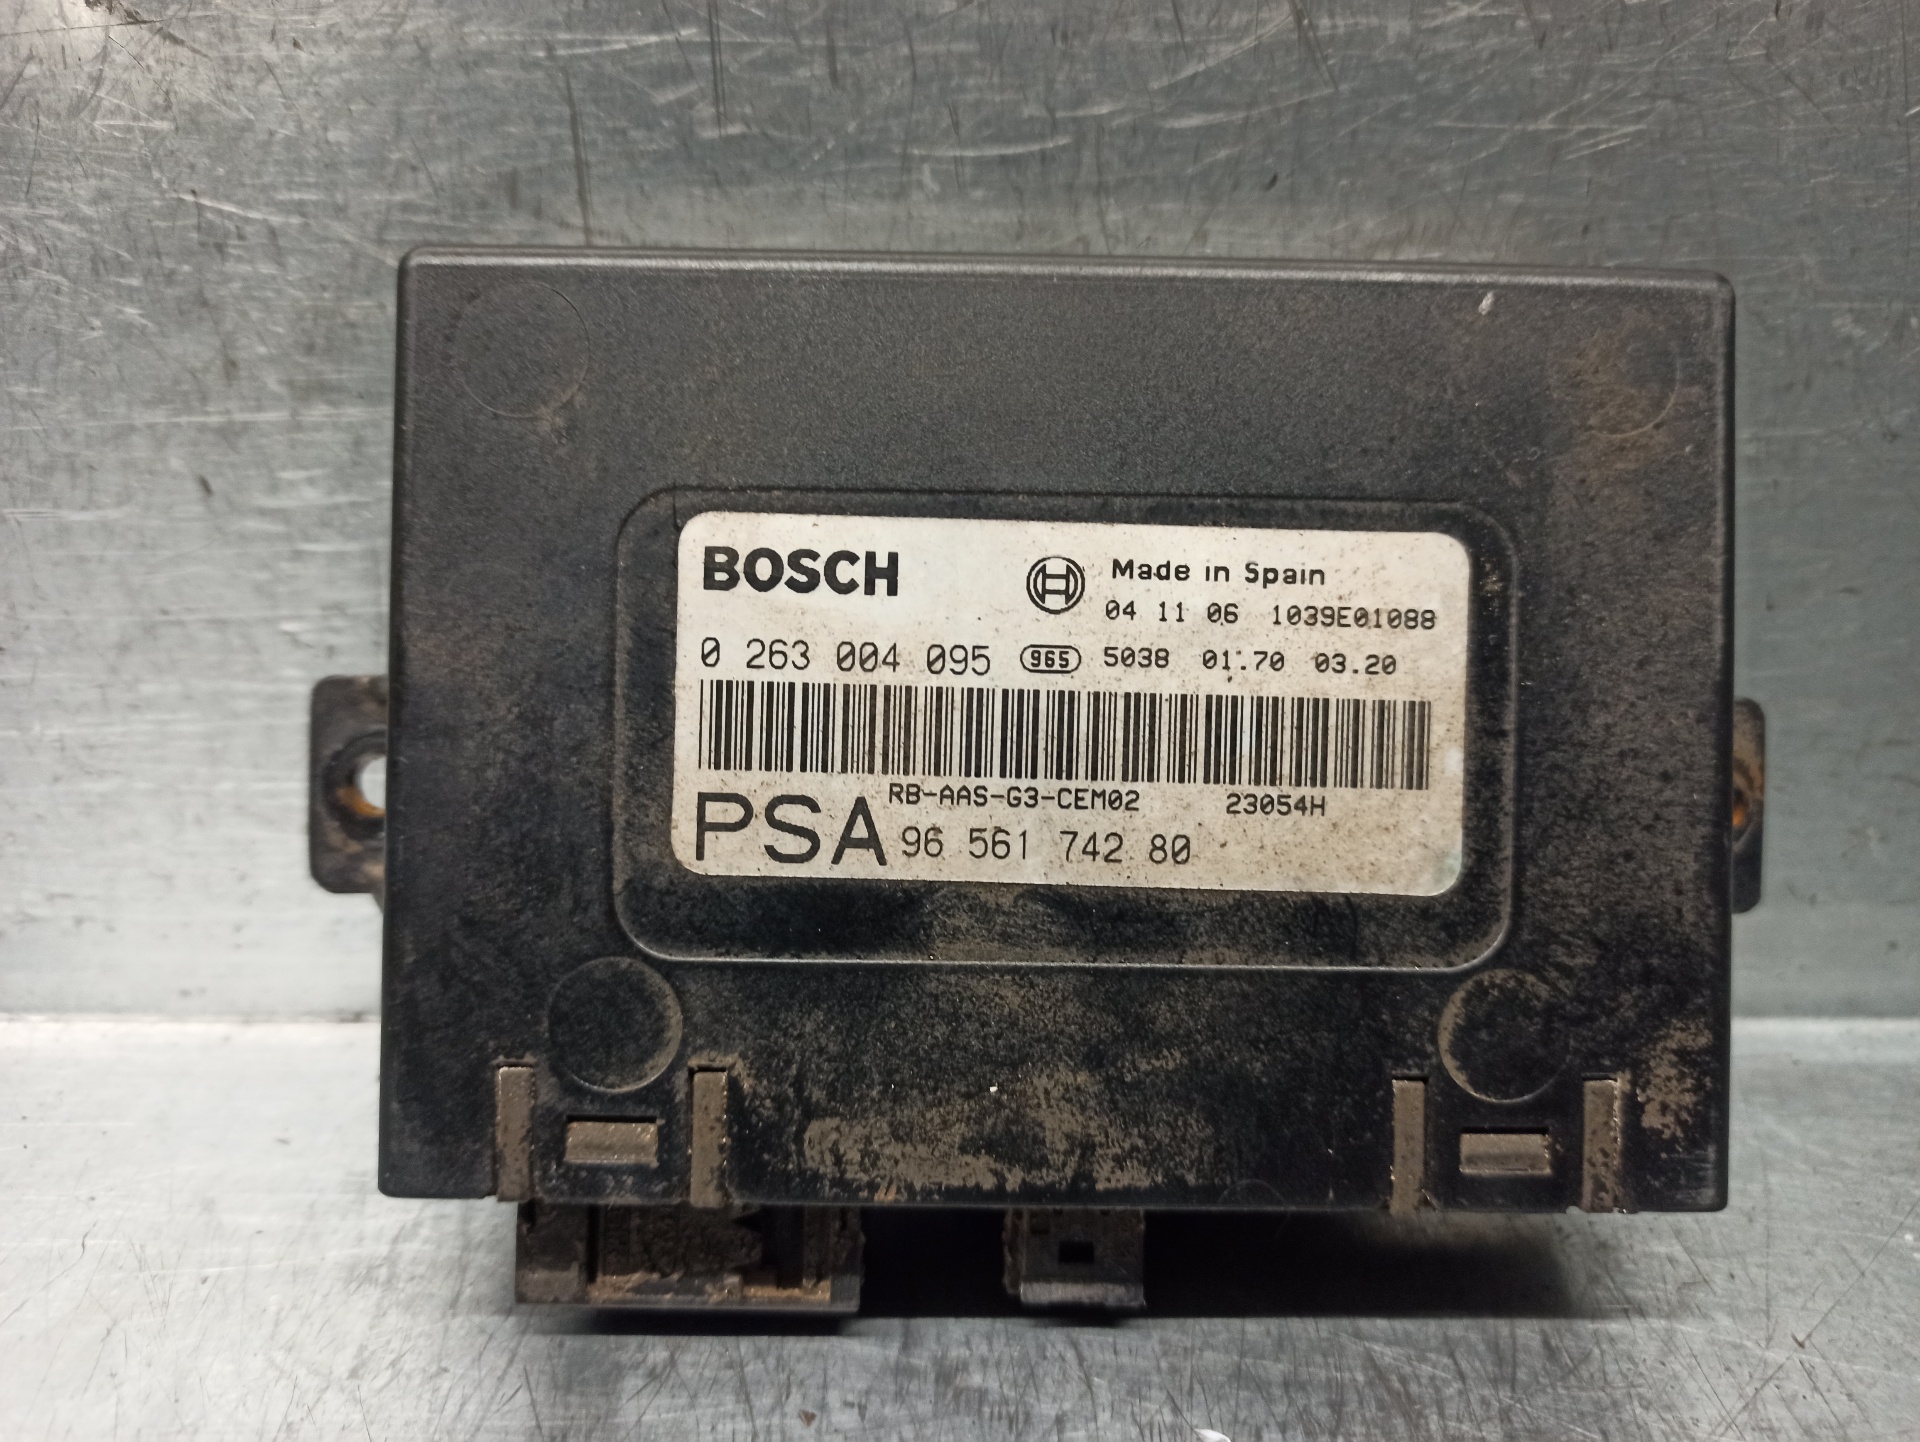 BOSCH
Made in Spain
04 11 06 1039E01088
0 263 004 095 965 5038 01.70 03.20
RB-AAS-G3-CEM02 23054H
PSA 96 561 742 80